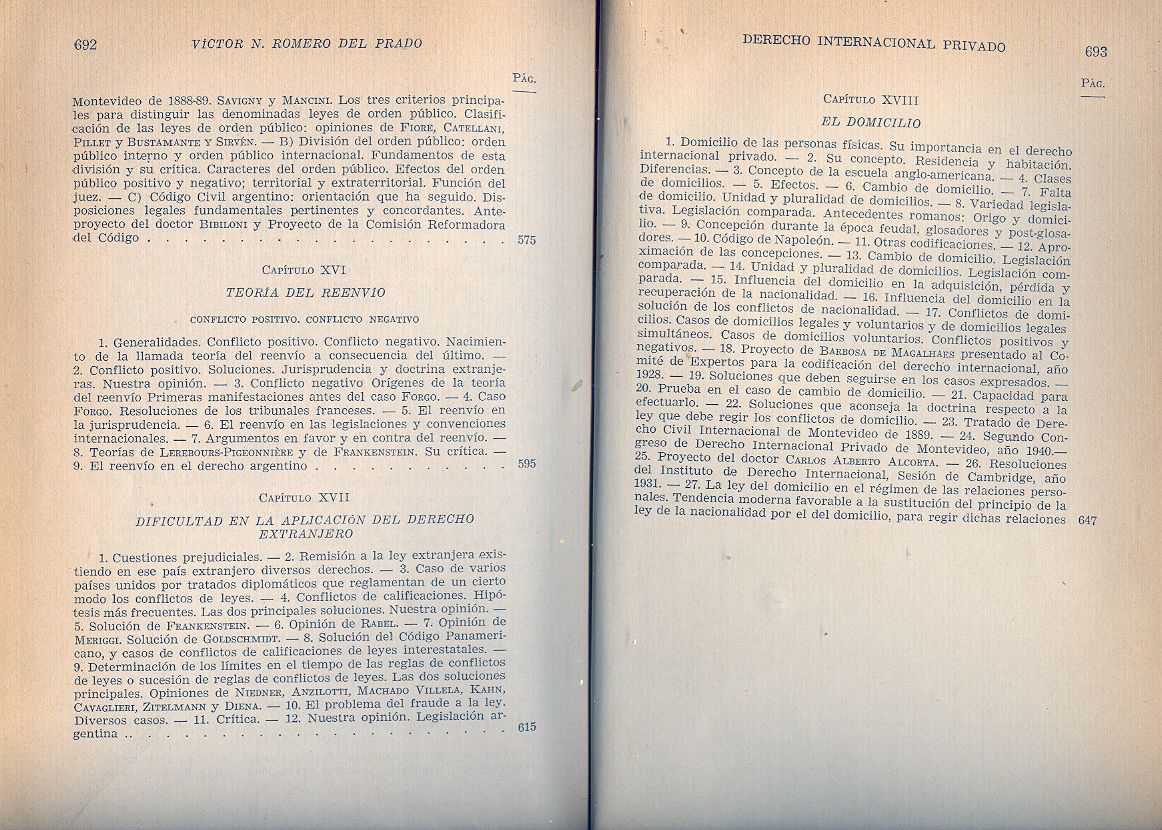 692
VÍCTOR N. ROMERO DEL PRADO
PÁG.
Montevideo de 1888-89. SAVIGNY y MANCINI. Los tres criterios principa-
les para distinguir las denominadas leyes de orden público. Clasifi-
cación de las leyes de orden público: opiniones de FIORE, CATELLANI,
PILLET y BUSTAMANTE Y SIRVÉN. — B) División del orden público: orden
público interno y orden público internacional. Fundamentos de esta
división y su crítica. Caracteres del orden público. Efectos del orden
público positivo y negativo; territorial y extraterritorial. Función del
juez. — C) Código Civil argentino: orientación que ha seguido. Dis-
posiciones legales fundamentales pertinentes y concordantes. Ante-
proyecto del doctor BIBILONI y Proyecto de la Comisión Reformadora
del Código . . . . . . . . . . . . . . . . . . . 575
CAPÍTULO XVI
TEORÍA DEL REENVÍO
CONFLICTO POSITIVO. CONFLICTO NEGATIVO
1. Generalidades. Conflicto positivo. Conflicto negativo. Nacimien-
to de la llamada teoría del reenvío a consecuencia del último. —
2. Conflicto positivo. Soluciones. Jurisprudencia y doctrina extranje-
ras. Nuestra opinión. — 3. Conflicto negativo Orígenes de la teoría
del reenvío Primeras manifestaciones antes del caso FORGO. — 4. Caso
FORGO. Resoluciones de los tribunales franceses. — 5. El reenvío en
la jurisprudencia. — 6. El reenvío en las legislaciones y convenciones
internacionales. — 7. Argumentos en favor y en contra del reenvío. —
8. Teorías de LEREBOURS-PIGEONNIÈRE y de FRANKENSTEIN. Su crítica. —
9. El reenvío en el derecho argentino . . . . . . . . . . 595
CAPÍTULO XVII
DIFICULTAD EN LA APLICACIÓN DEL DERECHO
EXTRANJERO
1. Cuestiones prejudiciales. — 2. Remisión a la ley extranjera exis-
tiendo en ese país extranjero diversos derechos. — 3. Caso de varios
países unidos por tratados diplomáticos que reglamentan de un cierto
modo los conflictos de leyes. — 4. Conflictos de calificaciones. Hipó-
tesis más frecuentes. Las dos principales soluciones. Nuestra opinión. —
5. Solución de FRANKENSTEIN. — 6. Opinión de RABEL. — 7. Opinión de
MERIGGI. Solución de GOLDSCHMIDT. — 8. Solución del Código Panameri-
cano, y casos de conflictos de calificaciones de leyes interestatales. —
9. Determinación de los límites en el tiempo de las reglas de conflictos
de leyes o sucesión de reglas de conflictos de leyes. Las dos soluciones
principales. Opiniones de NIEDNER, ANZILOTTI, MACHADO VILLELA, KAHN,
CAVAGLIERI, ZITELMANN y DIENA. — 10. El problema del fraude a la ley.
Diversos casos. — 11. Crítica. — 12. Nuestra opinión. Legislación ar-
gentina . . . . . . . . . . . . . . . . . . . . . 615
DERECHO INTERNACIONAL PRIVADO
693
PÁG.
CAPÍTULO XVIII
EL DOMICILIO
1. Domicilio de las personas físicas. Su importancia en el derecho
internacional privado. — 2. Su concepto. Residencia y habitación.
Diferencias. — 3. Concepto de la escuela anglo-americana. — 4. Clases
de domicilios. — 5. Efectos. — 6. Cambio de domicilio. — 7. Falta
de domicilio. Unidad y pluralidad de domicilios. — 8. Variedad legisla-
tiva. Legislación comparada. Antecedentes romanos: Origo y domici-
lio. — 9. Concepción durante la época feudal, glosadores y post-glosa-
dores. — 10. Código de Napoleón. — 11. Otras codificaciones. — 12. Apro-
ximación de las concepciones. — 13. Cambio de domicilio. Legislación
comparada. — 14. Unidad y pluralidad de domicilios. Legislación com-
parada. — 15. Influencia del domicilio en la adquisición, pérdida y
recuperación de la nacionalidad. — 16. Influencia del domicilio en la
solución de los conflictos de nacionalidad. — 17. Conflictos de domi-
cilios. Casos de domicilios legales y voluntarios y de domicilios legales
simultáneos. Casos de domicilios voluntarios. Conflictos positivos y
negativos. — 18. Proyecto de BARBOSA DE MAGALHAES presentado al Co-
mité de Expertos para la codificación del derecho internacional, año
1928. — 19. Soluciones que deben seguirse en los casos expresados. —
20. Prueba en el caso de cambio de domicilio. — 21. Capacidad para
efectuarlo. — 22. Soluciones que aconseja la doctrina respecto a la
ley que debe regir los conflictos de domicilio. — 23. Tratado de Dere-
cho Civil Internacional de Montevideo de 1889. — 24. Segundo Con-
greso de Derecho Internacional Privado de Montevideo, año 1940.—
25. Proyecto del doctor CARLOS ALBERTO ALCORTA. — 26. Resoluciones
del Instituto de Derecho Internacional, Sesión de Cambridge, año
1931. — 27. La ley del domicilio en el régimen de las relaciones perso-
nales. Tendencia moderna favorable a la sustitución del principio de la
ley de la nacionalidad por el del domicilio, para regir dichas relaciones 647